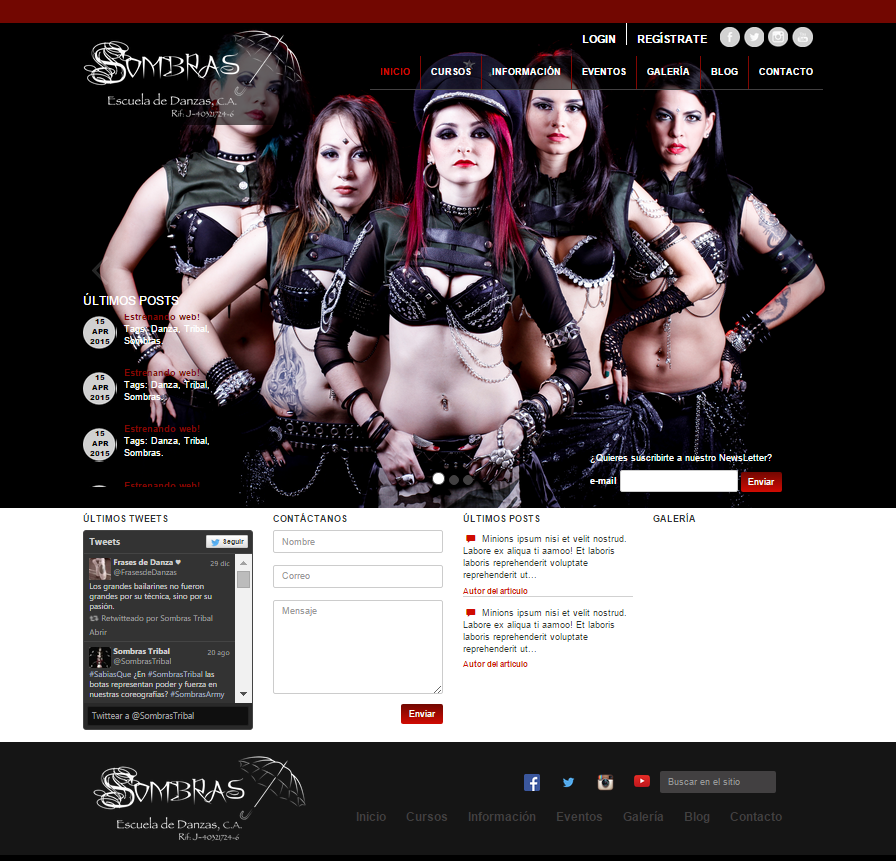 LOGIN
REGÍSTRATE
SOMBRAS
Escuela de Danzas, C.A.
Rif: J-40321724-6
INICIO
CURSOS
INFORMACIÓN
EVENTOS
GALERÍA
BLOG
CONTACTO
ÚLTIMOS POSTS
15
APR
2015
Estrenando web!
Tags: Danza, Tribal,
Sombras.
15
APR
2015
Estrenando web!
Tags: Danza, Tribal,
Sombras.
15
APR
2015
Estrenando web!
Tags: Danza, Tribal,
Sombras.
Estrenando web!
¿Quieres suscribirte a nuestro NewsLetter?
e-mail
Enviar
ÚLTIMOS TWEETS
Tweets
Seguir
Frases de Danza
29 dic
@FrasesdeDanzas
Los grandes bailarines no fueron
grandes por su técnica, sino por su
pasión.
Retwitteado por Sombras Tribal
Abrir
Sombras Tribal
20 ago
@SombrasTribal
#SabiasQue ¿En #SombrasTribal las
botas representan poder y fuerza en
nuestras coreografías? #SombrasArmy
Twittear a @SombrasTribal
CONTÁCTANOS
Nombre
Correo
Mensaje
Enviar
ÚLTIMOS POSTS
Minions ipsum nisi et velit nostrud.
Labore ex aliqua ti aamoo! Et laboris
laboris reprehenderit voluptate
reprehenderit ut...
Autor del artículo
Minions ipsum nisi et velit nostrud.
Labore ex aliqua ti aamoo! Et laboris
laboris reprehenderit voluptate
reprehenderit ut...
Autor del artículo
GALERÍA
SOMBRAS
Escuela de Danzas, C.A.
Rif: J-40321724-6
Buscar en el sitio
Inicio
Cursos
Información
Eventos
Galería
Blog
Contacto